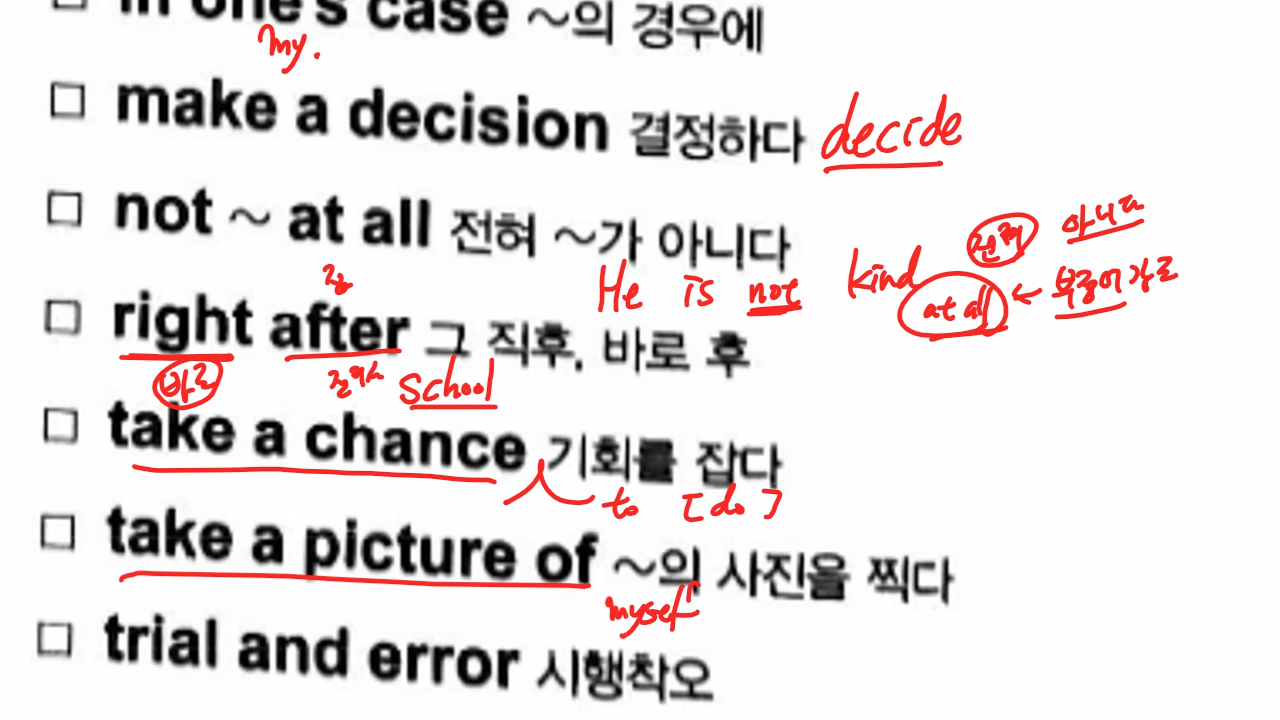 in one's case ~의 경우에
my.
□ make a decision 결정하다 decide
□ not ~ at all 전혀 ~가 아니다
전혀 아니다
He is not kind at all ← 부정어강조
□ right after 그 직후, 바로 후
바로 school
□ take a chance 기회를 잡다
to [do]
□ take a picture of ~의 사진을 찍다
myself
□ trial and error 시행착오